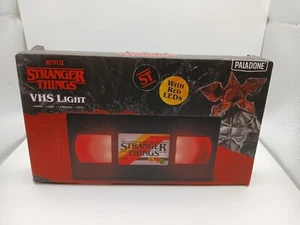 NETFLIX
STRANGER
THINGS
VHS LIGHT
ST
WITH RED
LEDS
PALADONE
STRANGER
THINGS